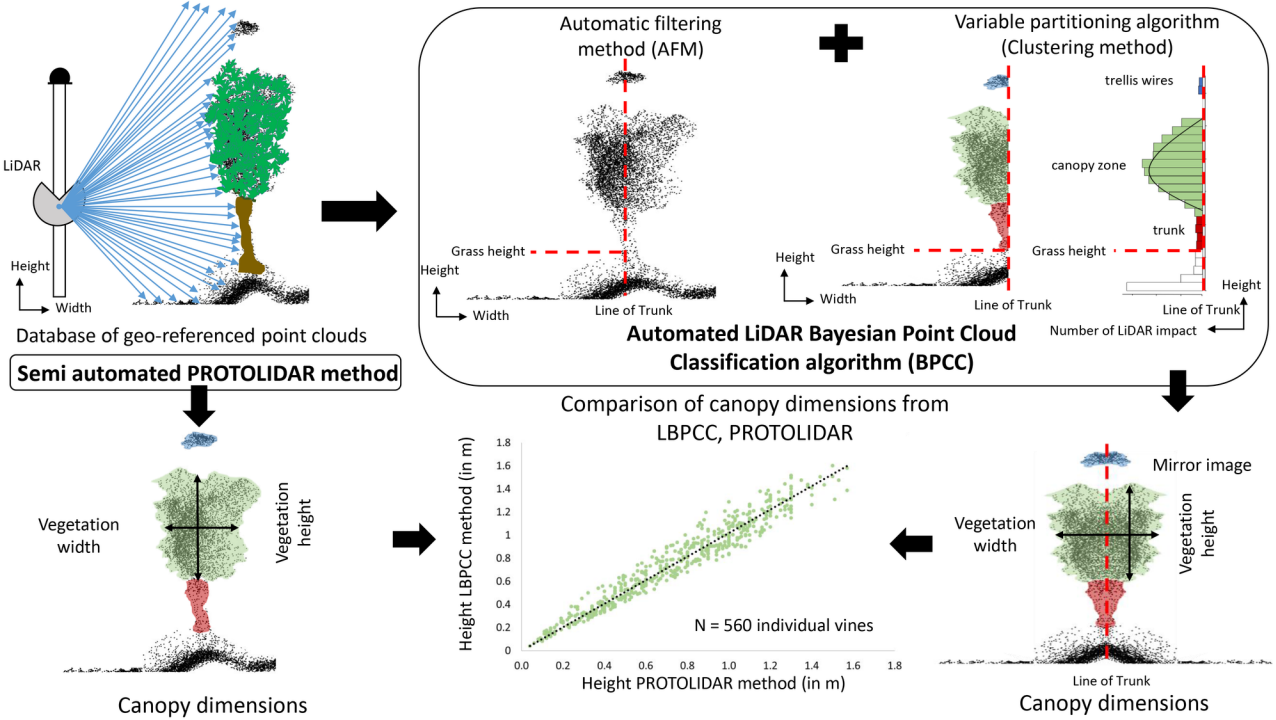 LiDAR
Height
Width
Database of geo-referenced point clouds
Automatic filtering
method (AFM)
Grass height
Height
Width
Line of Trunk
Variable partitioning algorithm
(Clustering method)
trellis wires
canopy zone
trunk
Grass height
Grass height
Height
Width
Line of Trunk
Line of Trunk
Height
Number of LiDAR impact
Automated LiDAR Bayesian Point Cloud
Classification algorithm (BPCC)
Semi automated PROTOLIDAR method
Vegetation
width
Vegetation
height
Canopy dimensions
Comparison of canopy dimensions from
LBPCC, PROTOLIDAR
Height LBPCC method (in m)
1.8
1.6
1.4
1.2
1
0.8
0.6
0.4
0.2
0
N = 560 individual vines
0.0 0.2 0.4 0.6 0.8 1.0 1.2 1.4 1.6 1.8
Height PROTOLIDAR method (in m)
Mirror image
Vegetation
width
Vegetation
height
Line of Trunk
Canopy dimensions